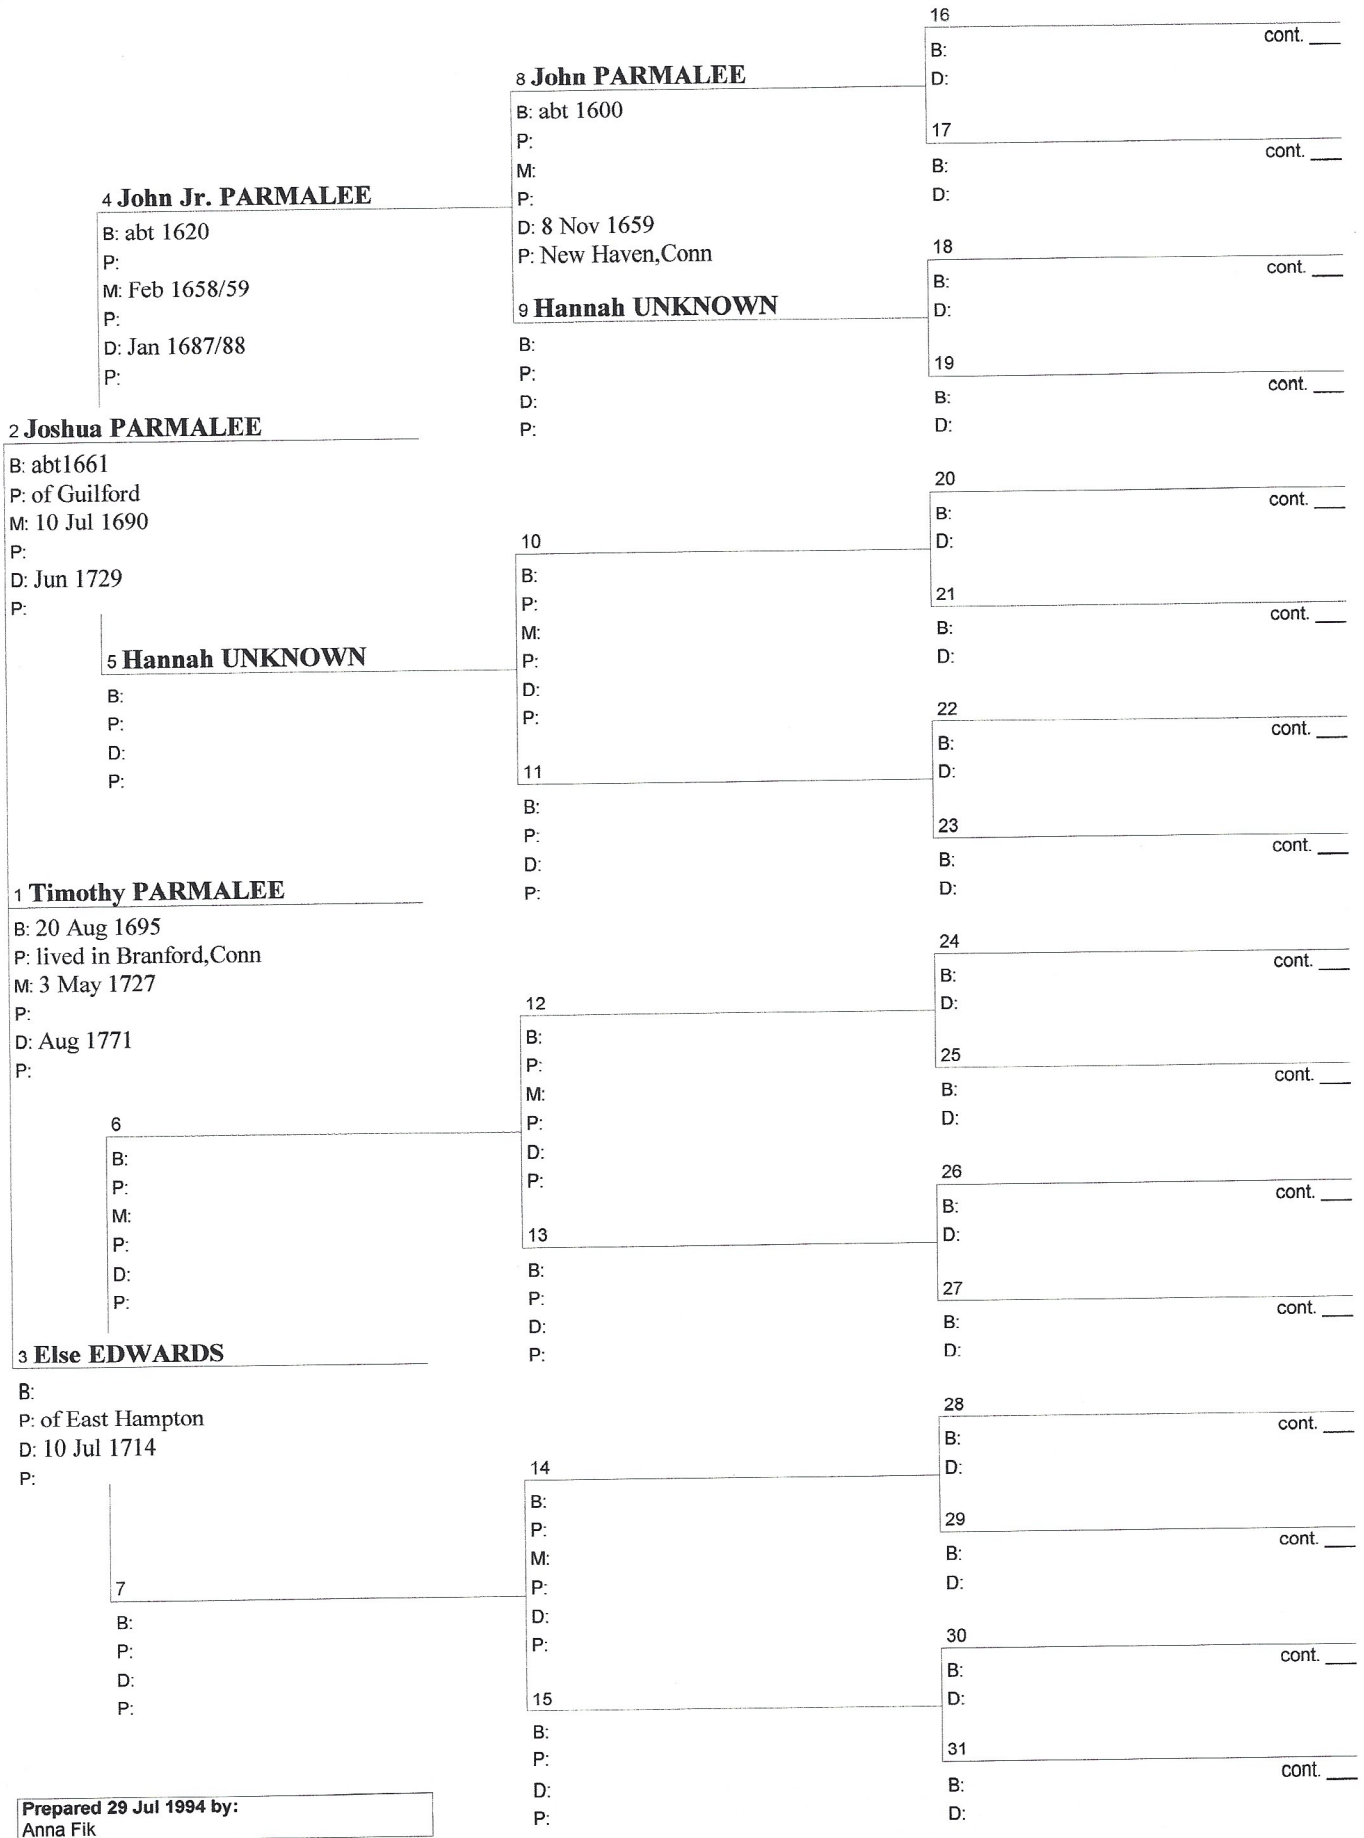 8 John PARMALEE
B: abt 1600
P:
M:
P:
D: 8 Nov 1659
P: New Haven,Conn
4 John Jr. PARMALEE
B: abt 1620
P:
M: Feb 1658/59
P:
D: Jan 1687/88
P:
9 Hannah UNKNOWN
B:
P:
D:
P:
2 Joshua PARMALEE
B: abt1661
P: of Guilford
M: 10 Jul 1690
P:
D: Jun 1729
P:
5 Hannah UNKNOWN
B:
P:
D:
P:
10
B:
P:
M:
P:
D:
P:
11
B:
P:
D:
P:
1 Timothy PARMALEE
B: 20 Aug 1695
P: lived in Branford,Conn
M: 3 May 1727
P:
D: Aug 1771
P:
6
B:
P:
M:
P:
D:
P:
12
B:
P:
M:
P:
D:
P:
13
B:
P:
D:
P:
3 Else EDWARDS
B:
P: of East Hampton
D: 10 Jul 1714
P:
7
B:
P:
D:
P:
14
B:
P:
M:
P:
D:
P:
15
B:
P:
D:
P:
16
cont. ___
B:
D:
17
cont. ___
B:
D:
18
cont. ___
B:
D:
19
cont. ___
B:
D:
20
cont. ___
B:
D:
21
cont. ___
B:
D:
22
cont. ___
B:
D:
23
cont. ___
B:
D:
24
cont. ___
B:
D:
25
cont. ___
B:
D:
26
cont. ___
B:
D:
27
cont. ___
B:
D:
28
cont. ___
B:
D:
29
cont. ___
B:
D:
30
cont. ___
B:
D:
31
cont. ___
B:
D:
Prepared 29 Jul 1994 by:
Anna Fik